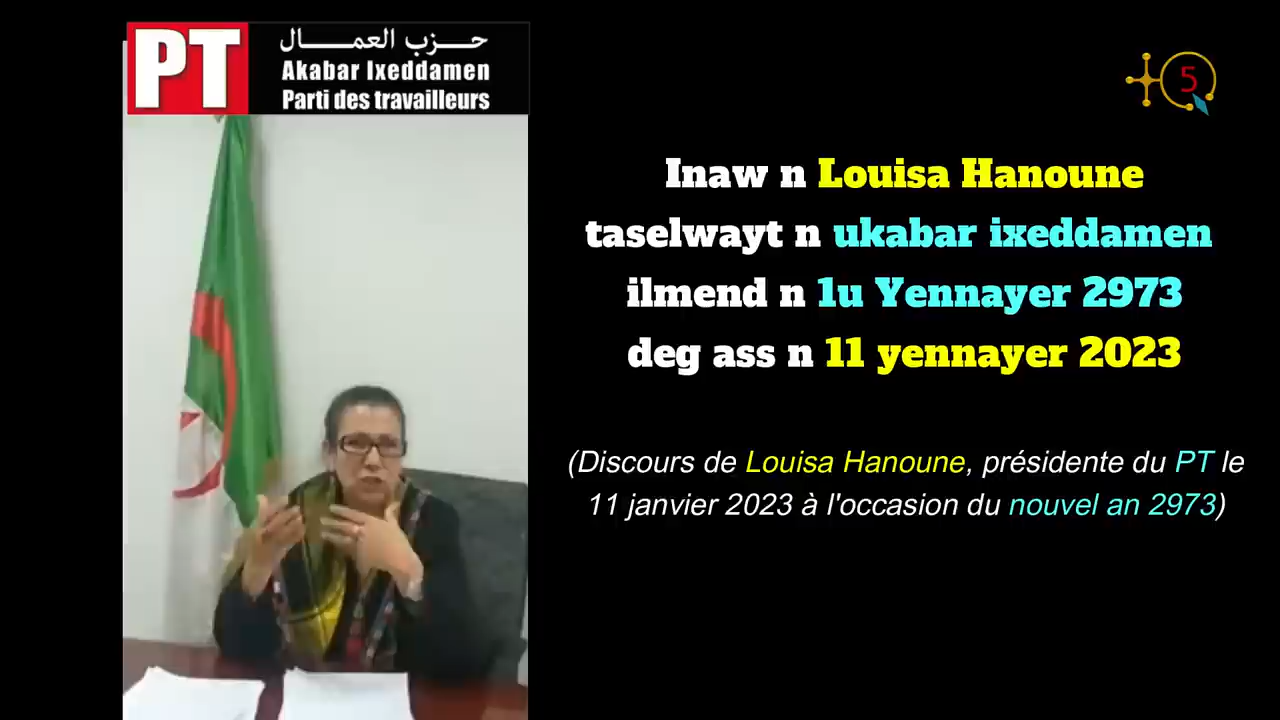 PT
حزب العمال
Akabar Ixeddamen
Parti des travailleurs
5
Inaw n Louisa Hanoune
taselwayt n ukabar ixeddamen
ilmend n 1u Yennayer 2973
deg ass n 11 yennayer 2023
(Discours de Louisa Hanoune, présidente du PT le
11 janvier 2023 à l'occasion du nouvel an 2973)